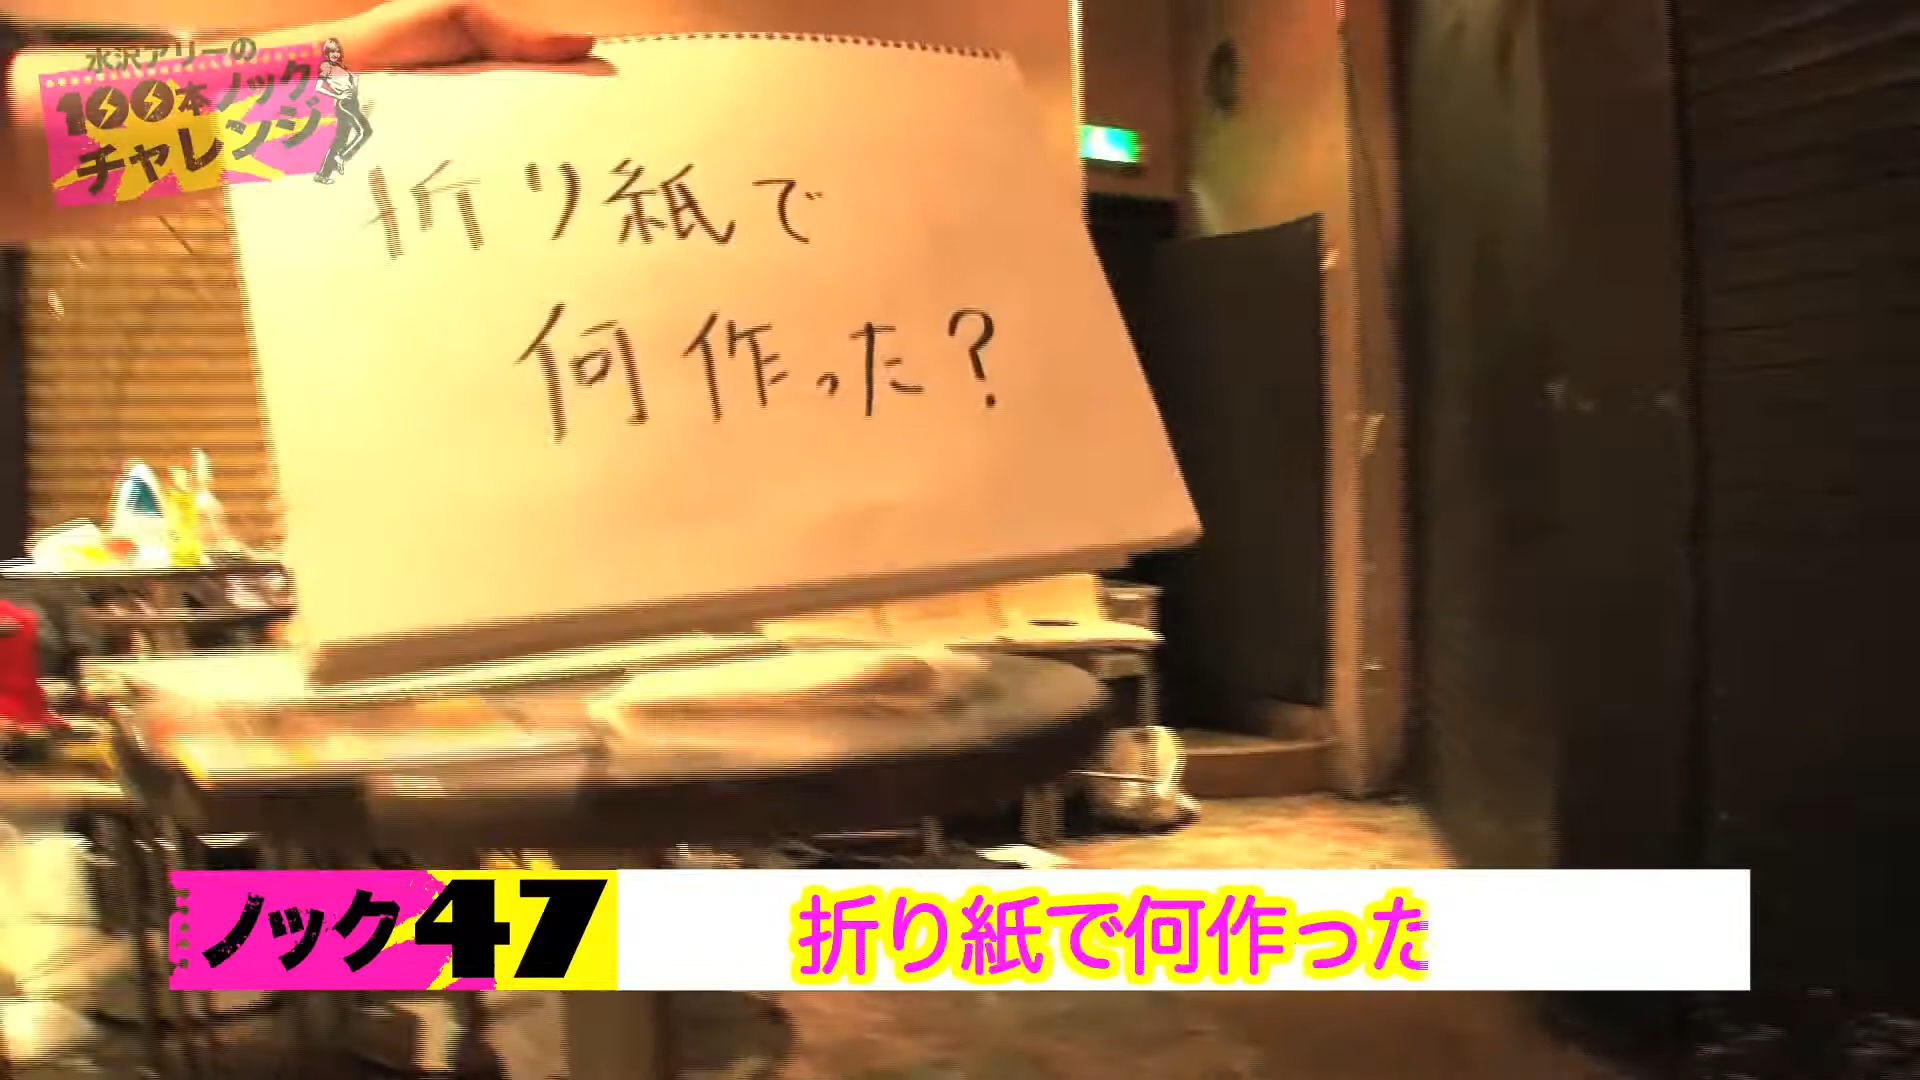 水沢アリーの
100本ノック
チャレンジ
折り紙で
何作った?
ノック47
折り紙で何作った